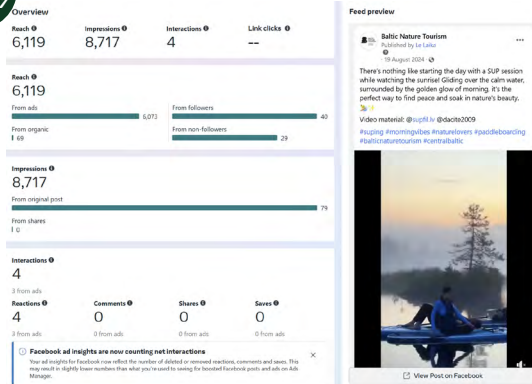 Overview
Reach
6,119
Impressions
8,717
Interactions
4
Link clicks
--
Reach
6,119
From ads
6,073
From organic
69
From followers
40
From non-followers
29
Impressions
8,717
From original post
79
From shares
0
Interactions
4
3 from ads
Reactions
4
3 from ads
Comments
0
0 from ads
Shares
0
0 from ads
Saves
0
0 from ads
Facebook ad insights are now counting net interactions
Your ad insights for Facebook now reflect the number of deleted or removed reactions, comments and saves. This
may result in slightly lower numbers than what you're used to seeing for boosted Facebook posts and ads on Ads
Manager.
Feed preview
Baltic Nature Tourism
Published by Le Laika
· 19 August 2024 ·
There's nothing like starting the day with a SUP session
while watching the sunrise! Gliding over the calm water,
surrounded by the golden glow of morning, it's the
perfect way to find peace and soak in nature's beauty.
Video material: @supfit.lv @dacite2009
#suping #morningvibes #naturelovers #paddleboarding
#balticnaturetourism #centralbaltic
View Post on Facebook